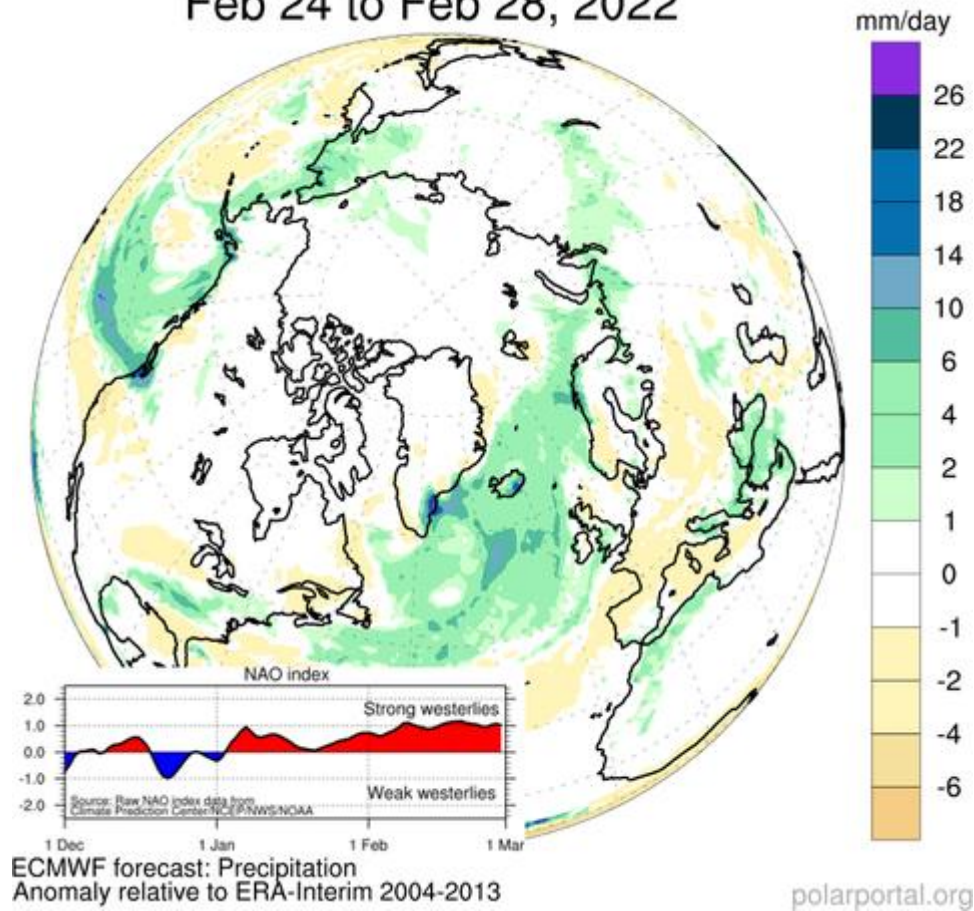 Feb 24 to Feb 28, 2022
mm/day
26
22
18
14
10
6
4
2
1
0
-1
-2
-4
-6
NAO index
2.0
1.0
0.0
-1.0
-2.0
Strong westerlies
Weak westerlies
Source: Raw NAO index data from
Climate Prediction Center/NCEP/NWS/NOAA
1 Dec
1 Jan
1 Feb
1 Mar
ECMWF forecast: Precipitation
Anomaly relative to ERA-Interim 2004-2013
polarportal.org